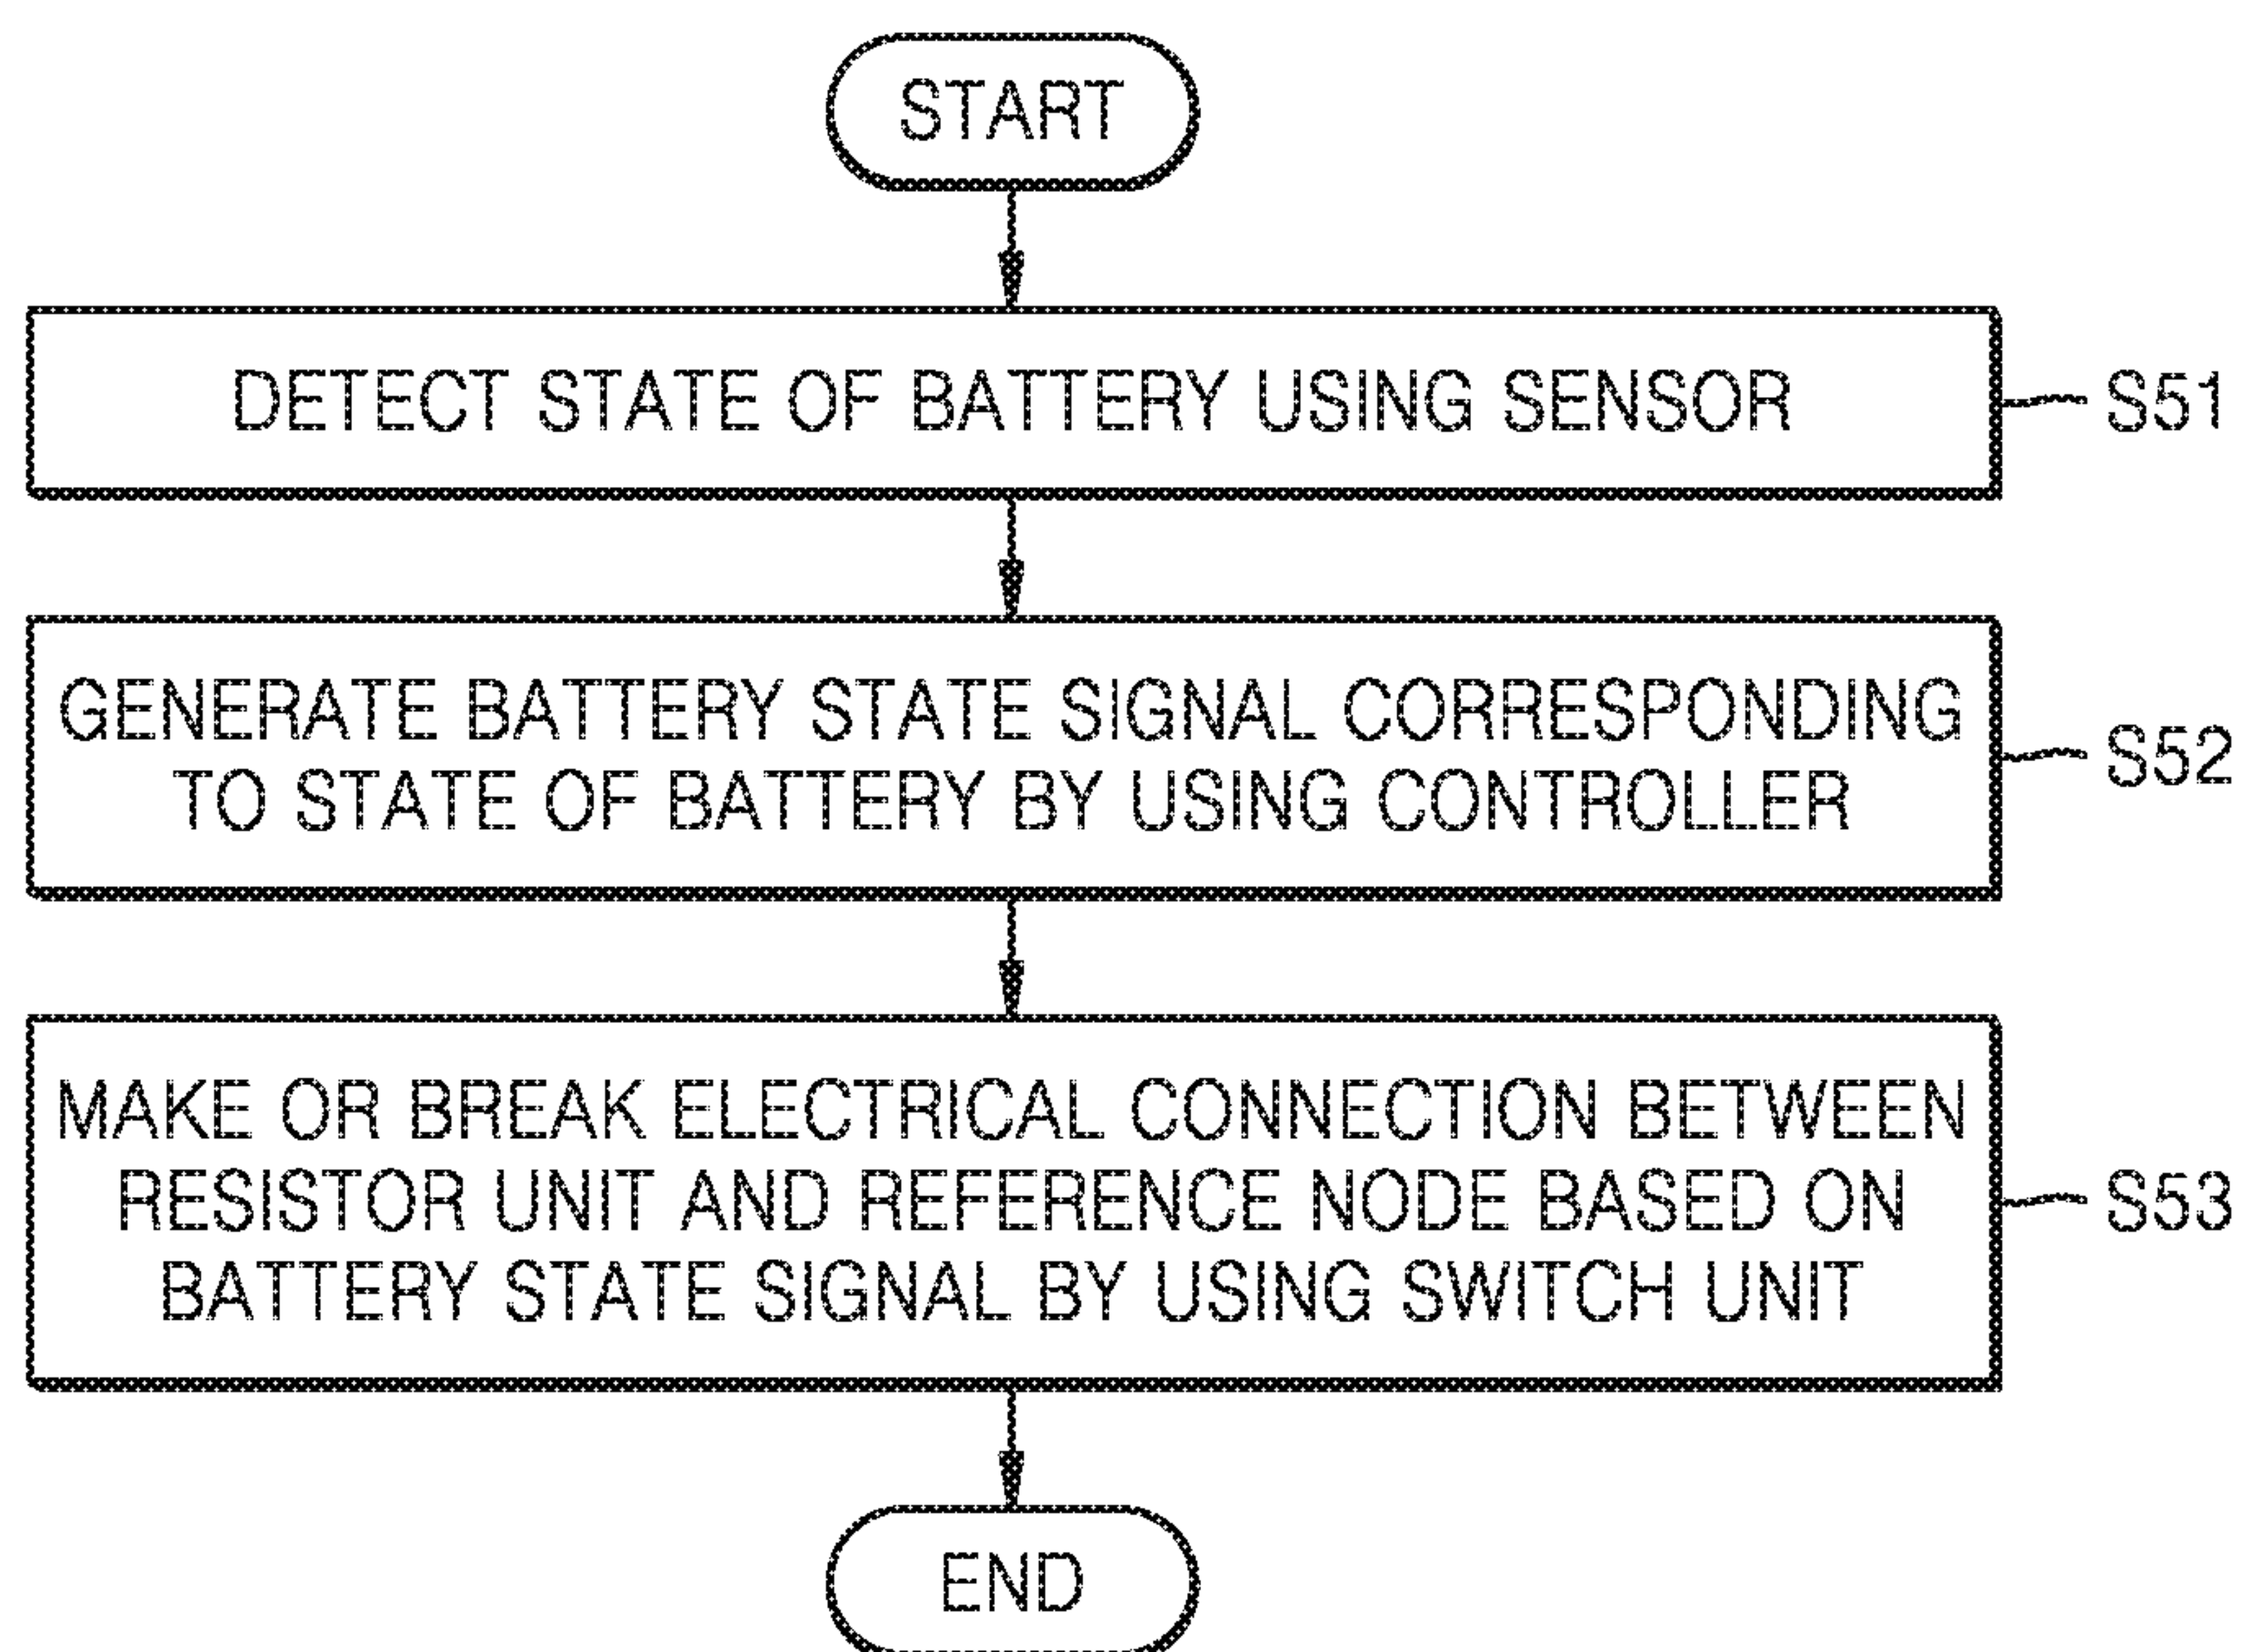 START
DETECT STATE OF BATTERY USING SENSOR
S51
GENERATE BATTERY STATE SIGNAL CORRESPONDING
TO STATE OF BATTERY BY USING CONTROLLER
S52
MAKE OR BREAK ELECTRICAL CONNECTION BETWEEN
RESISTOR UNIT AND REFERENCE NODE BASED ON
BATTERY STATE SIGNAL BY USING SWITCH UNIT
S53
END